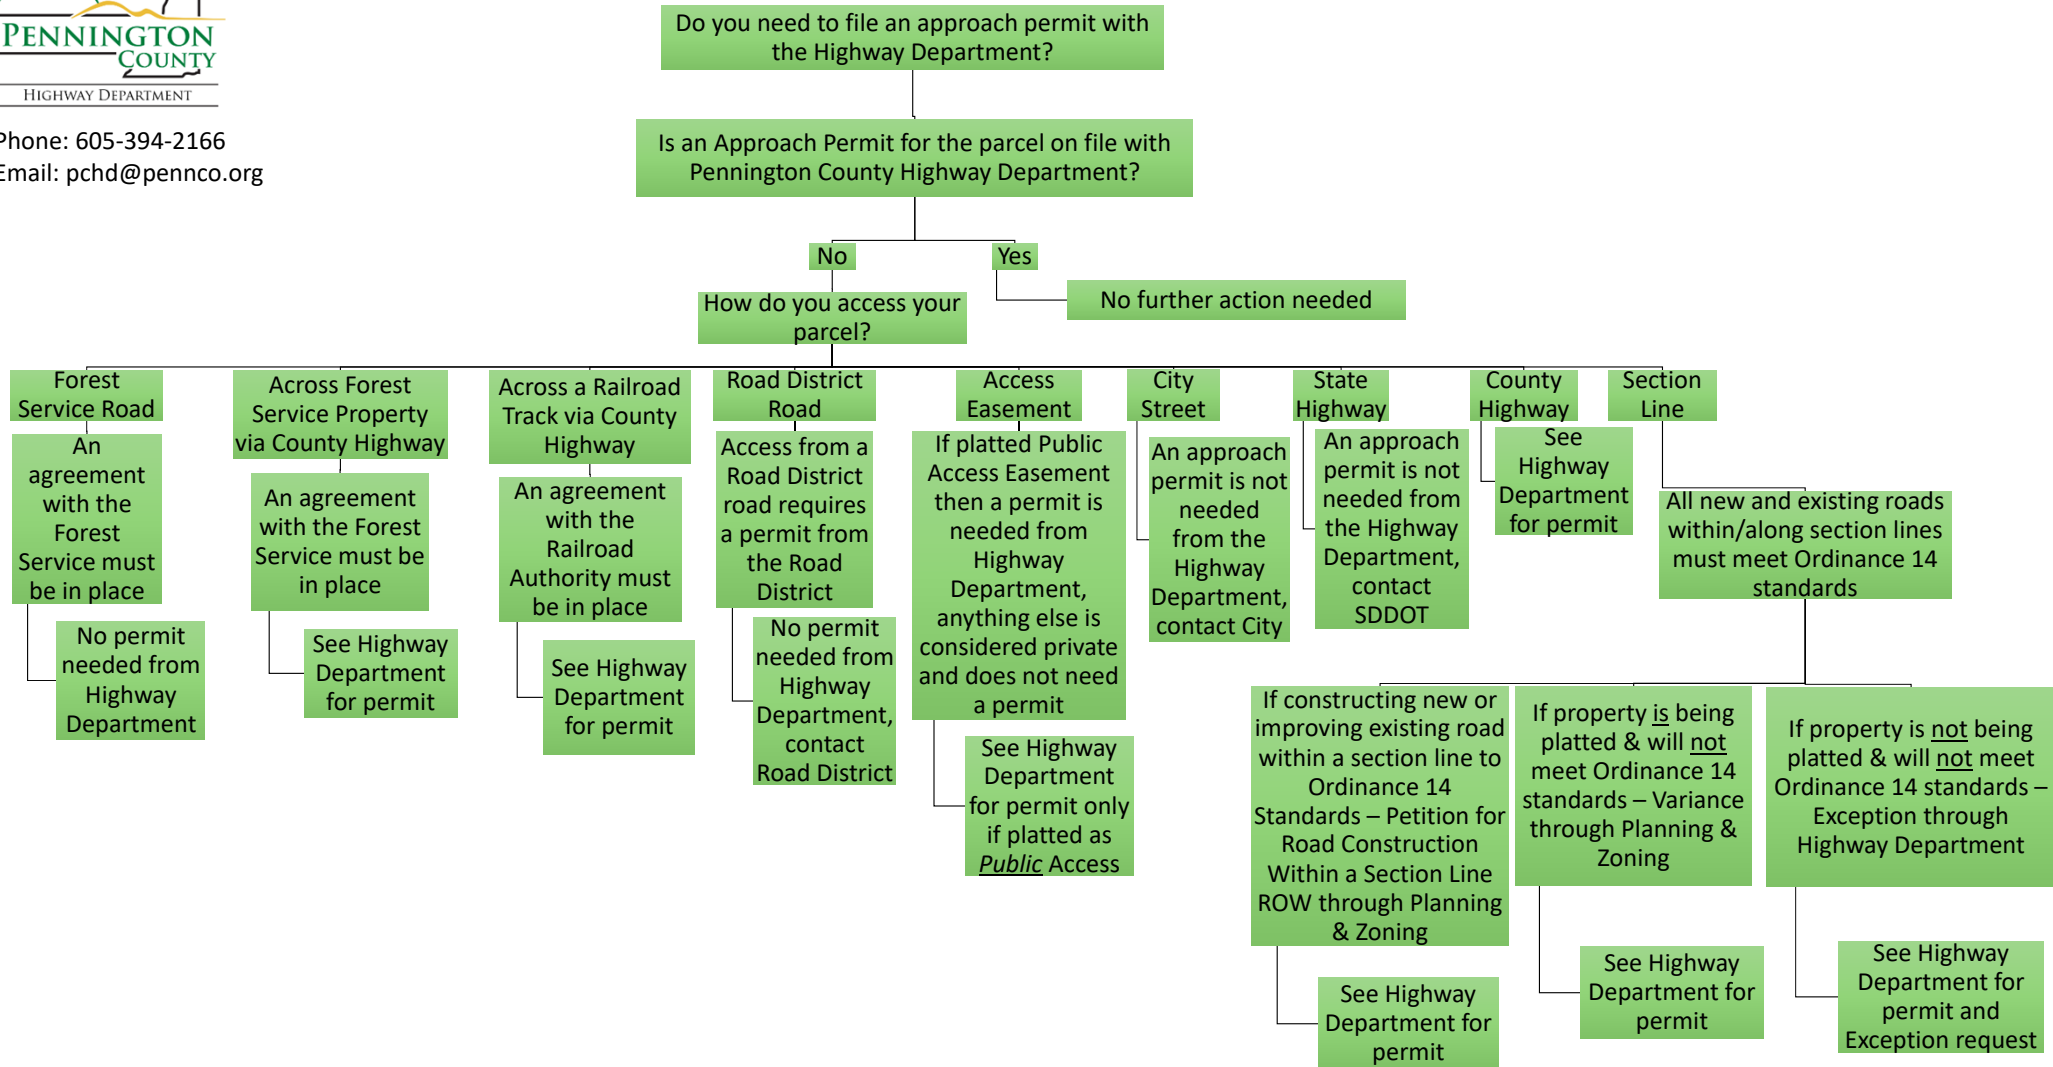 PENNINGTON
COUNTY
HIGHWAY DEPARTMENT
Phone: 605-394-2166
Email: pchd@pennco.org
Do you need to file an approach permit with
the Highway Department?
Is an Approach Permit for the parcel on file with
Pennington County Highway Department?
No
Yes
How do you access your
parcel?
No further action needed
Forest
Service Road
An
agreement
with the
Forest
Service must
be in place
No permit
needed from
Highway
Department
Across Forest
Service Property
via County Highway
An agreement
with the Forest
Service must be
in place
See Highway
Department
for permit
Across a Railroad
Track via County
Highway
An agreement
with the
Railroad
Authority must
be in place
See Highway
Department
for permit
Road District
Road
Access from a
Road District
road requires
a permit from
the Road
District
No permit
needed from
Highway
Department,
contact
Road District
Access
Easement
If platted Public
Access Easement
then a permit is
needed from
Highway
Department,
anything else is
considered private
and does not need
a permit
See Highway
Department
for permit only
if platted as
Public Access
City
Street
An approach
permit is not
needed
from the
Highway
Department,
contact City
State
Highway
An approach
permit is not
needed from
the Highway
Department,
contact
SDDOT
County
Highway
See
Highway
Department
for permit
Section
Line
All new and existing roads
within/along section lines
must meet Ordinance 14
standards
If constructing new or
improving existing road
within a section line to
Ordinance 14
Standards – Petition for
Road Construction
Within a Section Line
ROW through Planning
& Zoning
See Highway
Department for
permit
If property is being
platted & will not
meet Ordinance 14
standards – Variance
through Planning &
Zoning
See Highway
Department for
permit
If property is not being
platted & will not meet
Ordinance 14 standards –
Exception through
Highway Department
See Highway
Department for
permit and
Exception request